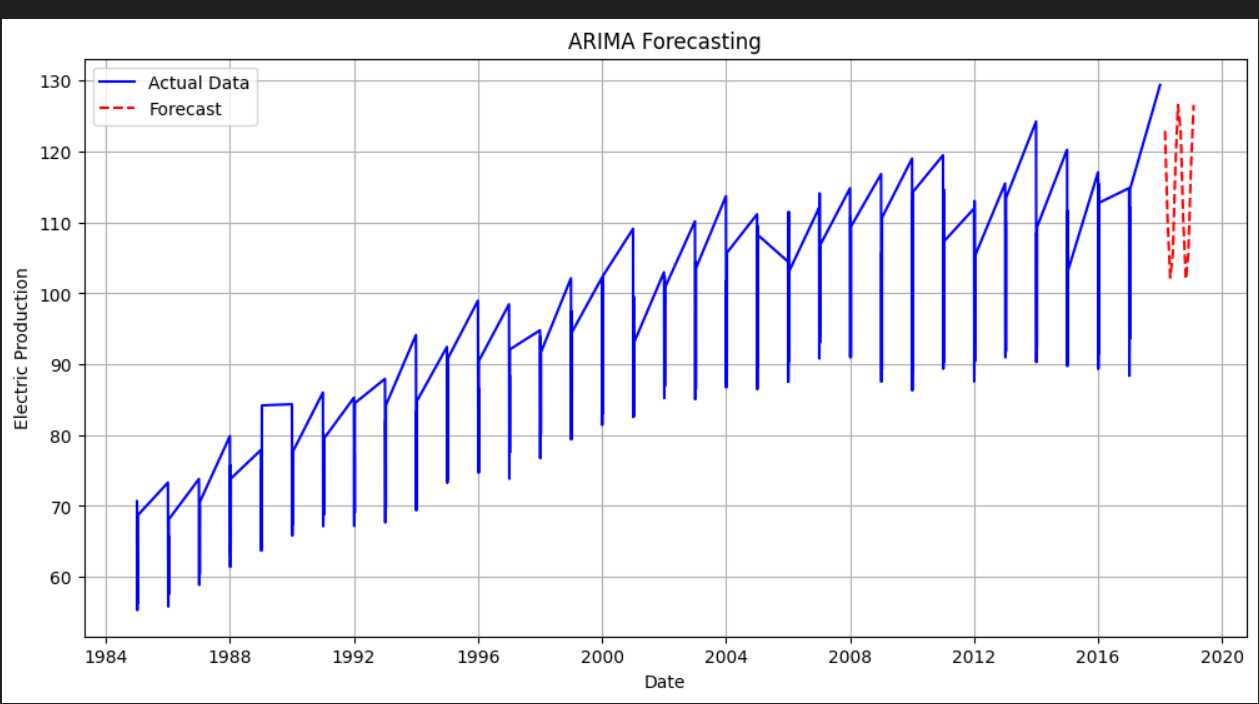 ARIMA Forecasting
Actual Data
Forecast
130
120
110
100
90
80
70
60
Electric Production
1984 1988 1992 1996 2000 2004 2008 2012 2016 2020
Date